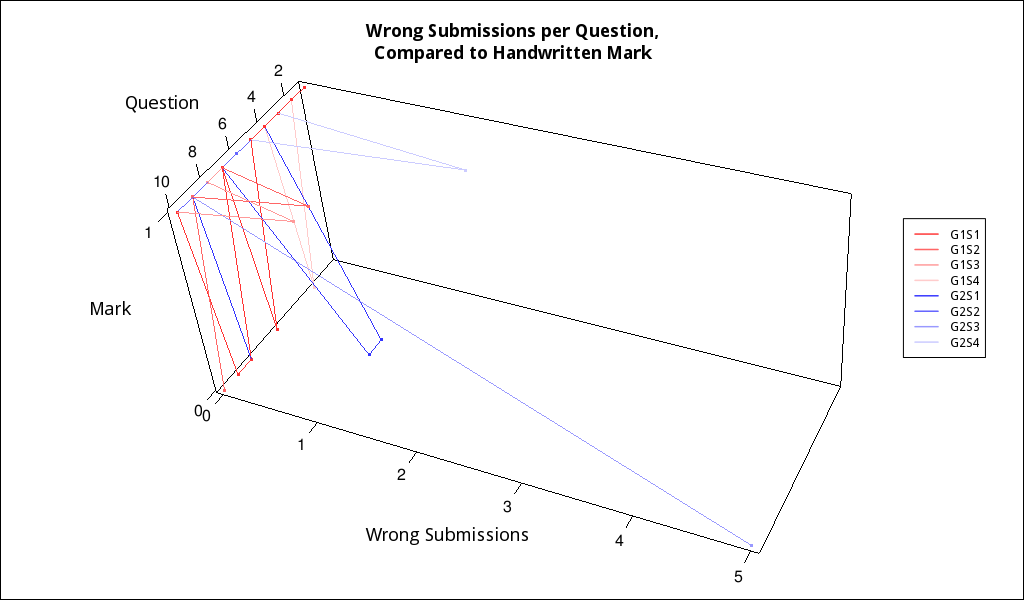 Wrong Submissions per Question,
Compared to Handwritten Mark
2
4
6
8
10
Question
1
Mark
0
0
1
2
3
4
5
Wrong Submissions
G1S1
G1S2
G1S3
G1S4
G2S1
G2S2
G2S3
G2S4